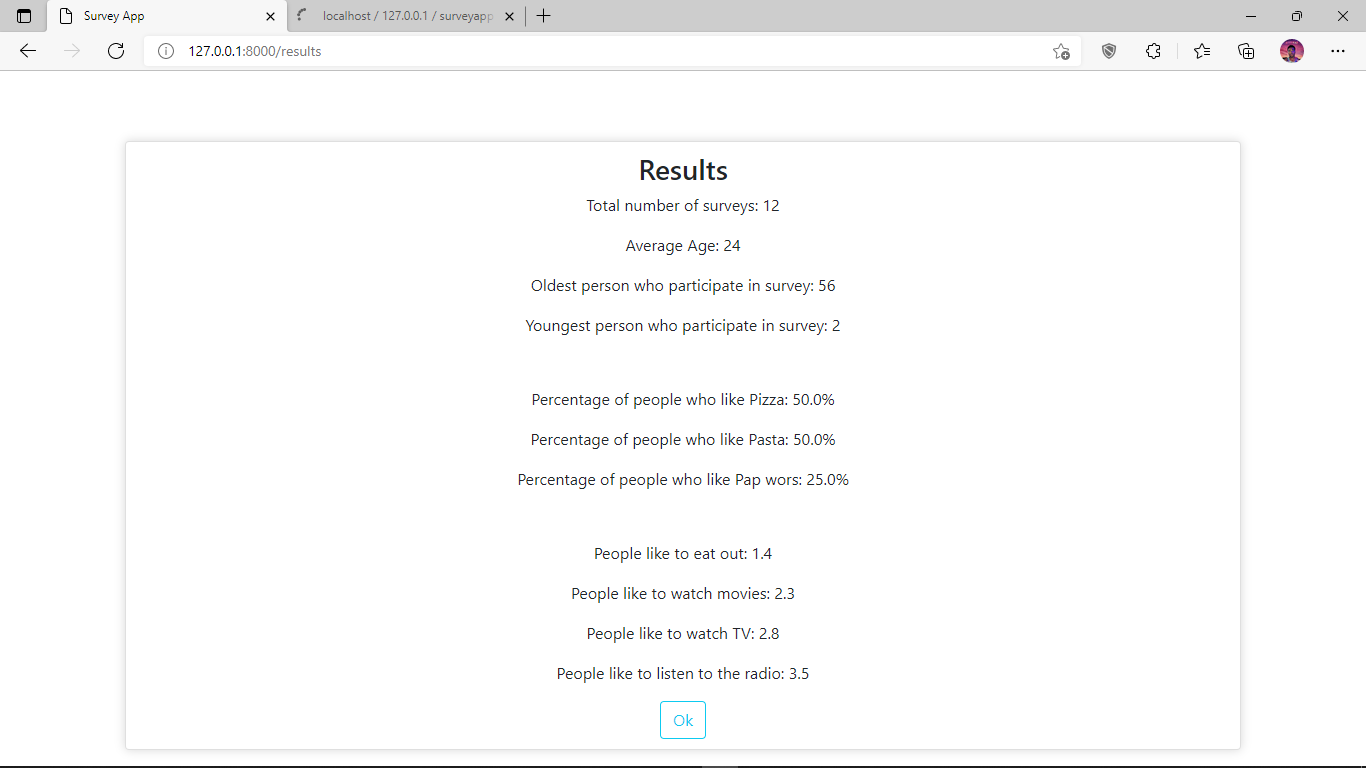 Survey App
localhost / 127.0.0.1 / surveyapp
127.0.0.1:8000/results
Results
Total number of surveys: 12
Average Age: 24
Oldest person who participate in survey: 56
Youngest person who participate in survey: 2
Percentage of people who like Pizza: 50.0%
Percentage of people who like Pasta: 50.0%
Percentage of people who like Pap wors: 25.0%
People like to eat out: 1.4
People like to watch movies: 2.3
People like to watch TV: 2.8
People like to listen to the radio: 3.5
Ok